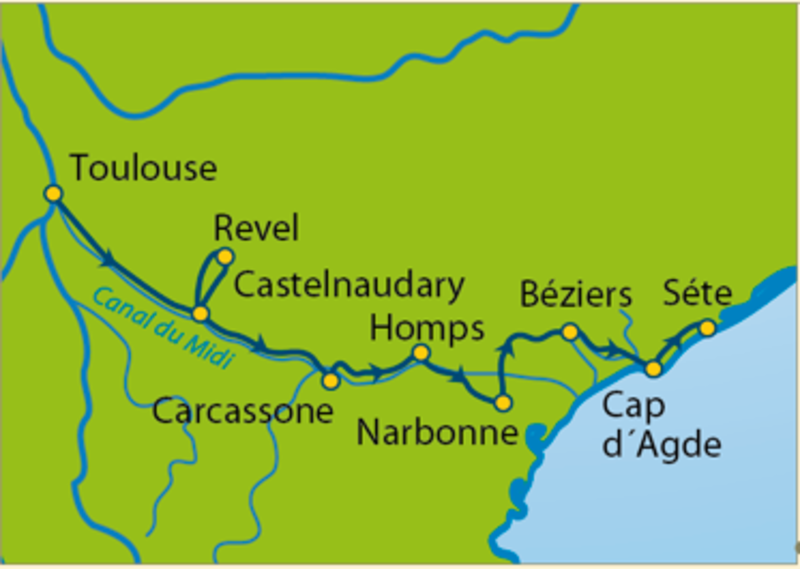 Toulouse
Revel
Castelnaudary
Canal du Midi
Homps
Béziers
Séte
Carcassone
Narbonne
Cap
d´Agde